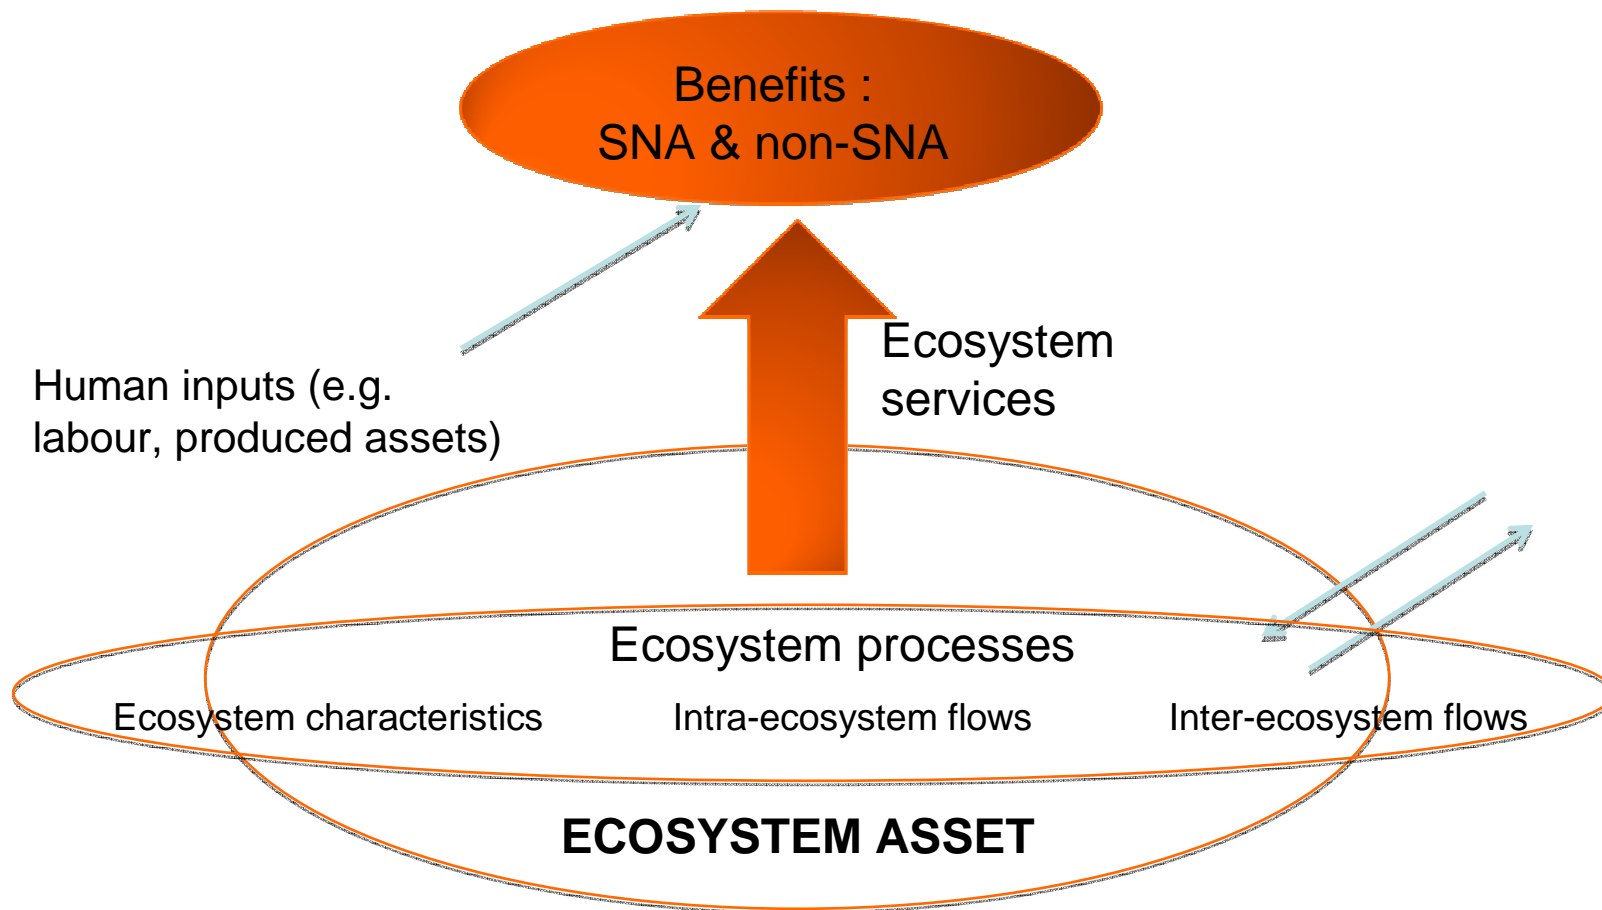 Benefits :
SNA & non-SNA
Ecosystem
services
Human inputs (e.g.
labour, produced assets)
Ecosystem processes
Ecosystem characteristics
Intra-ecosystem flows
Inter-ecosystem flows
ECOSYSTEM ASSET